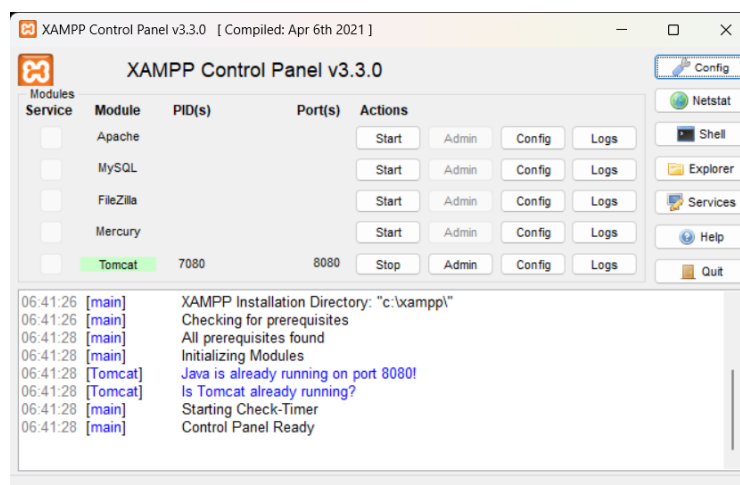 XAMPP Control Panel v3.3.0 [ Compiled: Apr 6th 2021 ]
XAMPP Control Panel v3.3.0
Config
Modules
Service Module PID(s) Port(s) Actions
Netstat
Apache Start Admin Config Logs
Shell
MySQL Start Admin Config Logs
Explorer
FileZilla Start Admin Config Logs
Services
Mercury Start Admin Config Logs
Help
Tomcat 7080 8080 Stop Admin Config Logs
Quit
06:41:26 [main] XAMPP Installation Directory: "c:\xampp\"
06:41:26 [main] Checking for prerequisites
06:41:28 [main] All prerequisites found
06:41:28 [main] Initializing Modules
06:41:28 [Tomcat] Java is already running on port 8080!
06:41:28 [Tomcat] Is Tomcat already running?
06:41:28 [main] Starting Check-Timer
06:41:28 [main] Control Panel Ready